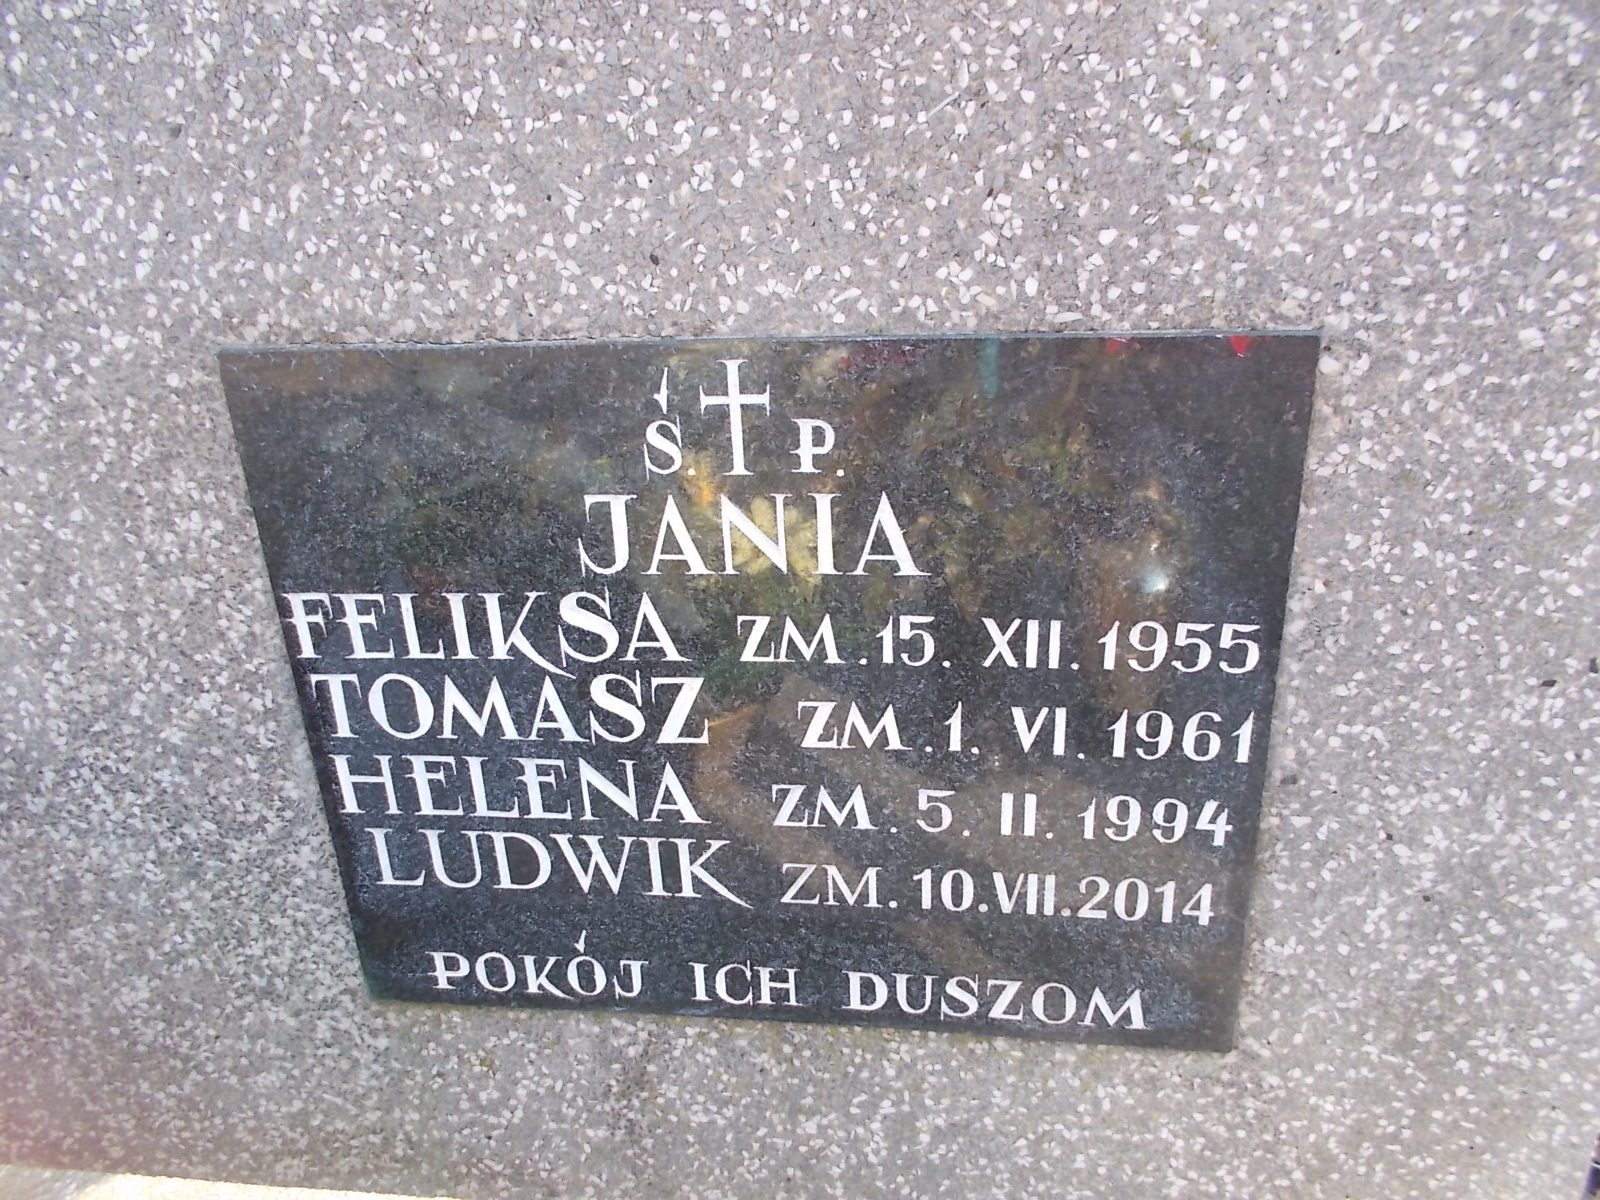 Ś. P.
JANIA
FELIKSA ZM. 15. XII. 1955
TOMASZ ZM. 1. VI. 1961
HELENA ZM. 5. II. 1994
LUDWIK ZM. 10. VII. 2014
POKÓJ ICH DUSZOM